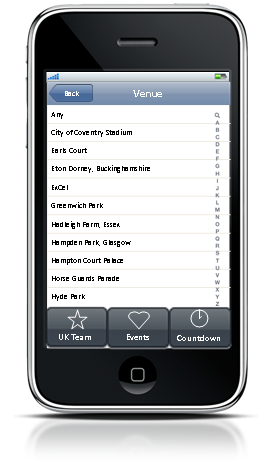 Back
Venue
Any
City of Coventry Stadium
Earls Court
Eton Dorney, Buckinghamshire
ExCel
Greenwich Park
Hadleigh Farm, Essex
Hampden Park, Glasgow
Hampton Court Palace
Horse Guards Parade
Hyde Park
A
B
C
D
E
F
G
H
I
J
K
L
M
N
O
P
Q
R
S
T
U
V
W
X
Y
Z
UK Team
Events
Countdown